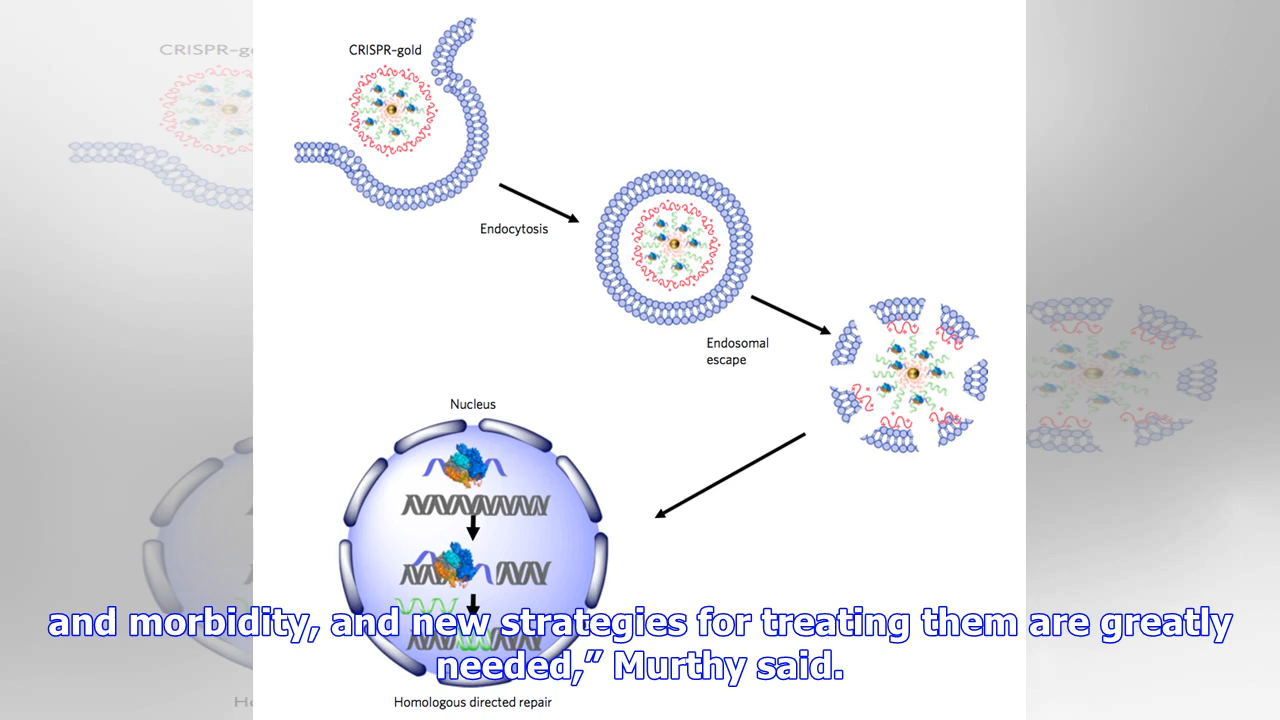 CRISPR-gold
Endocytosis
Endosomal
escape
Nucleus
and morbidity, and new strategies for treating them are greatly
needed,” Murthy said.
Homologous directed repair